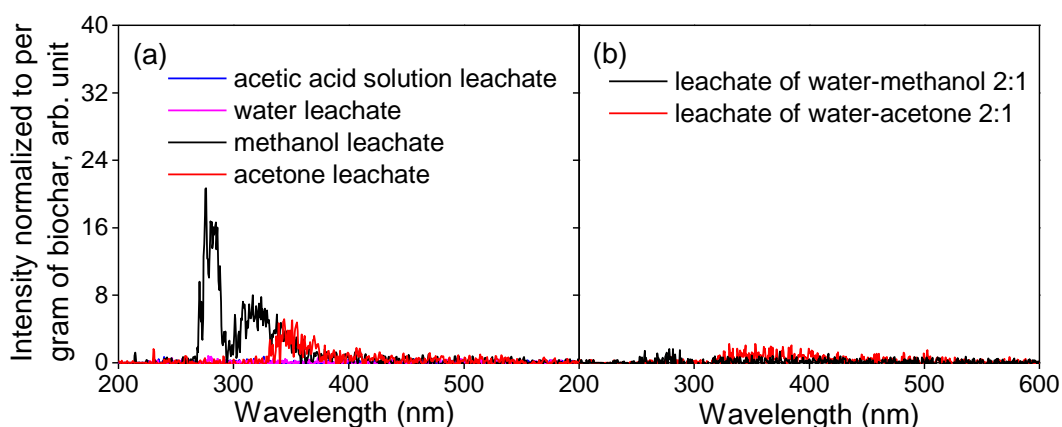 Intensity normalized to per
gram of biochar, arb. unit
40
32
24
16
8
0
(a)
acetic acid solution leachate
water leachate
methanol leachate
acetone leachate
(b)
leachate of water-methanol 2:1
leachate of water-acetone 2:1
200 300 400 500 200 300 400 500 600
Wavelength (nm) Wavelength (nm)